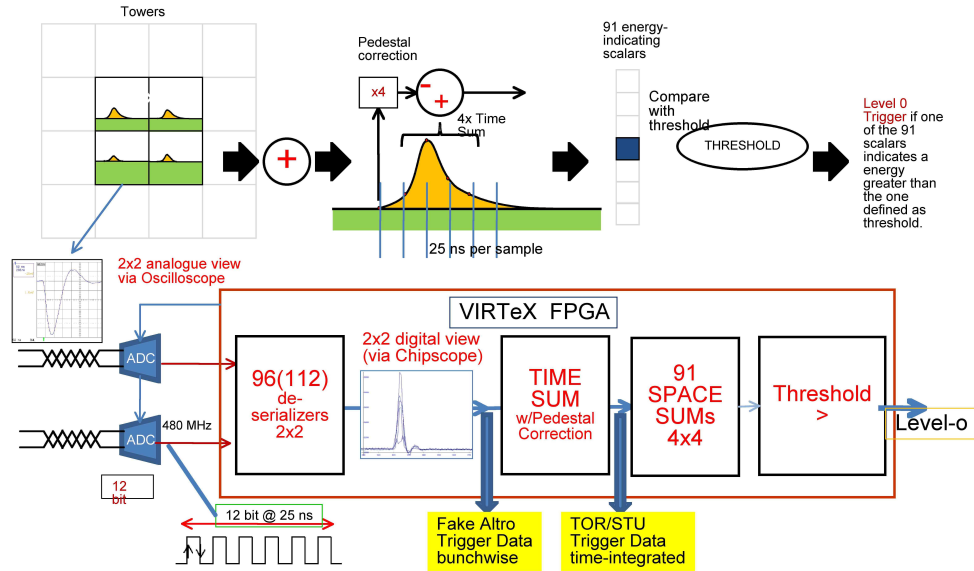 Towers
Pedestal
correction
x4
-
+
+
4x Time
Sum
25 ns per sample
91 energy-
indicating
scalars
Compare
with
threshold
THRESHOLD
Level 0
Trigger if one
of the 91
scalars
indicates a
energy
greater than
the one
defined as
threshold.
2x2 analogue view
via Oscilloscope
VIRTeX FPGA
ADC
ADC
480 MHz
12
bit
96(112)
de-
serializers
2x2
2x2 digital view
(via Chipscope)
TIME
SUM
w/Pedestal
Correction
91
SPACE
SUMs
4x4
Threshold
>
Level-o
12 bit @ 25 ns
Fake Altro
Trigger Data
bunchwise
TOR/STU
Trigger Data
time-integrated